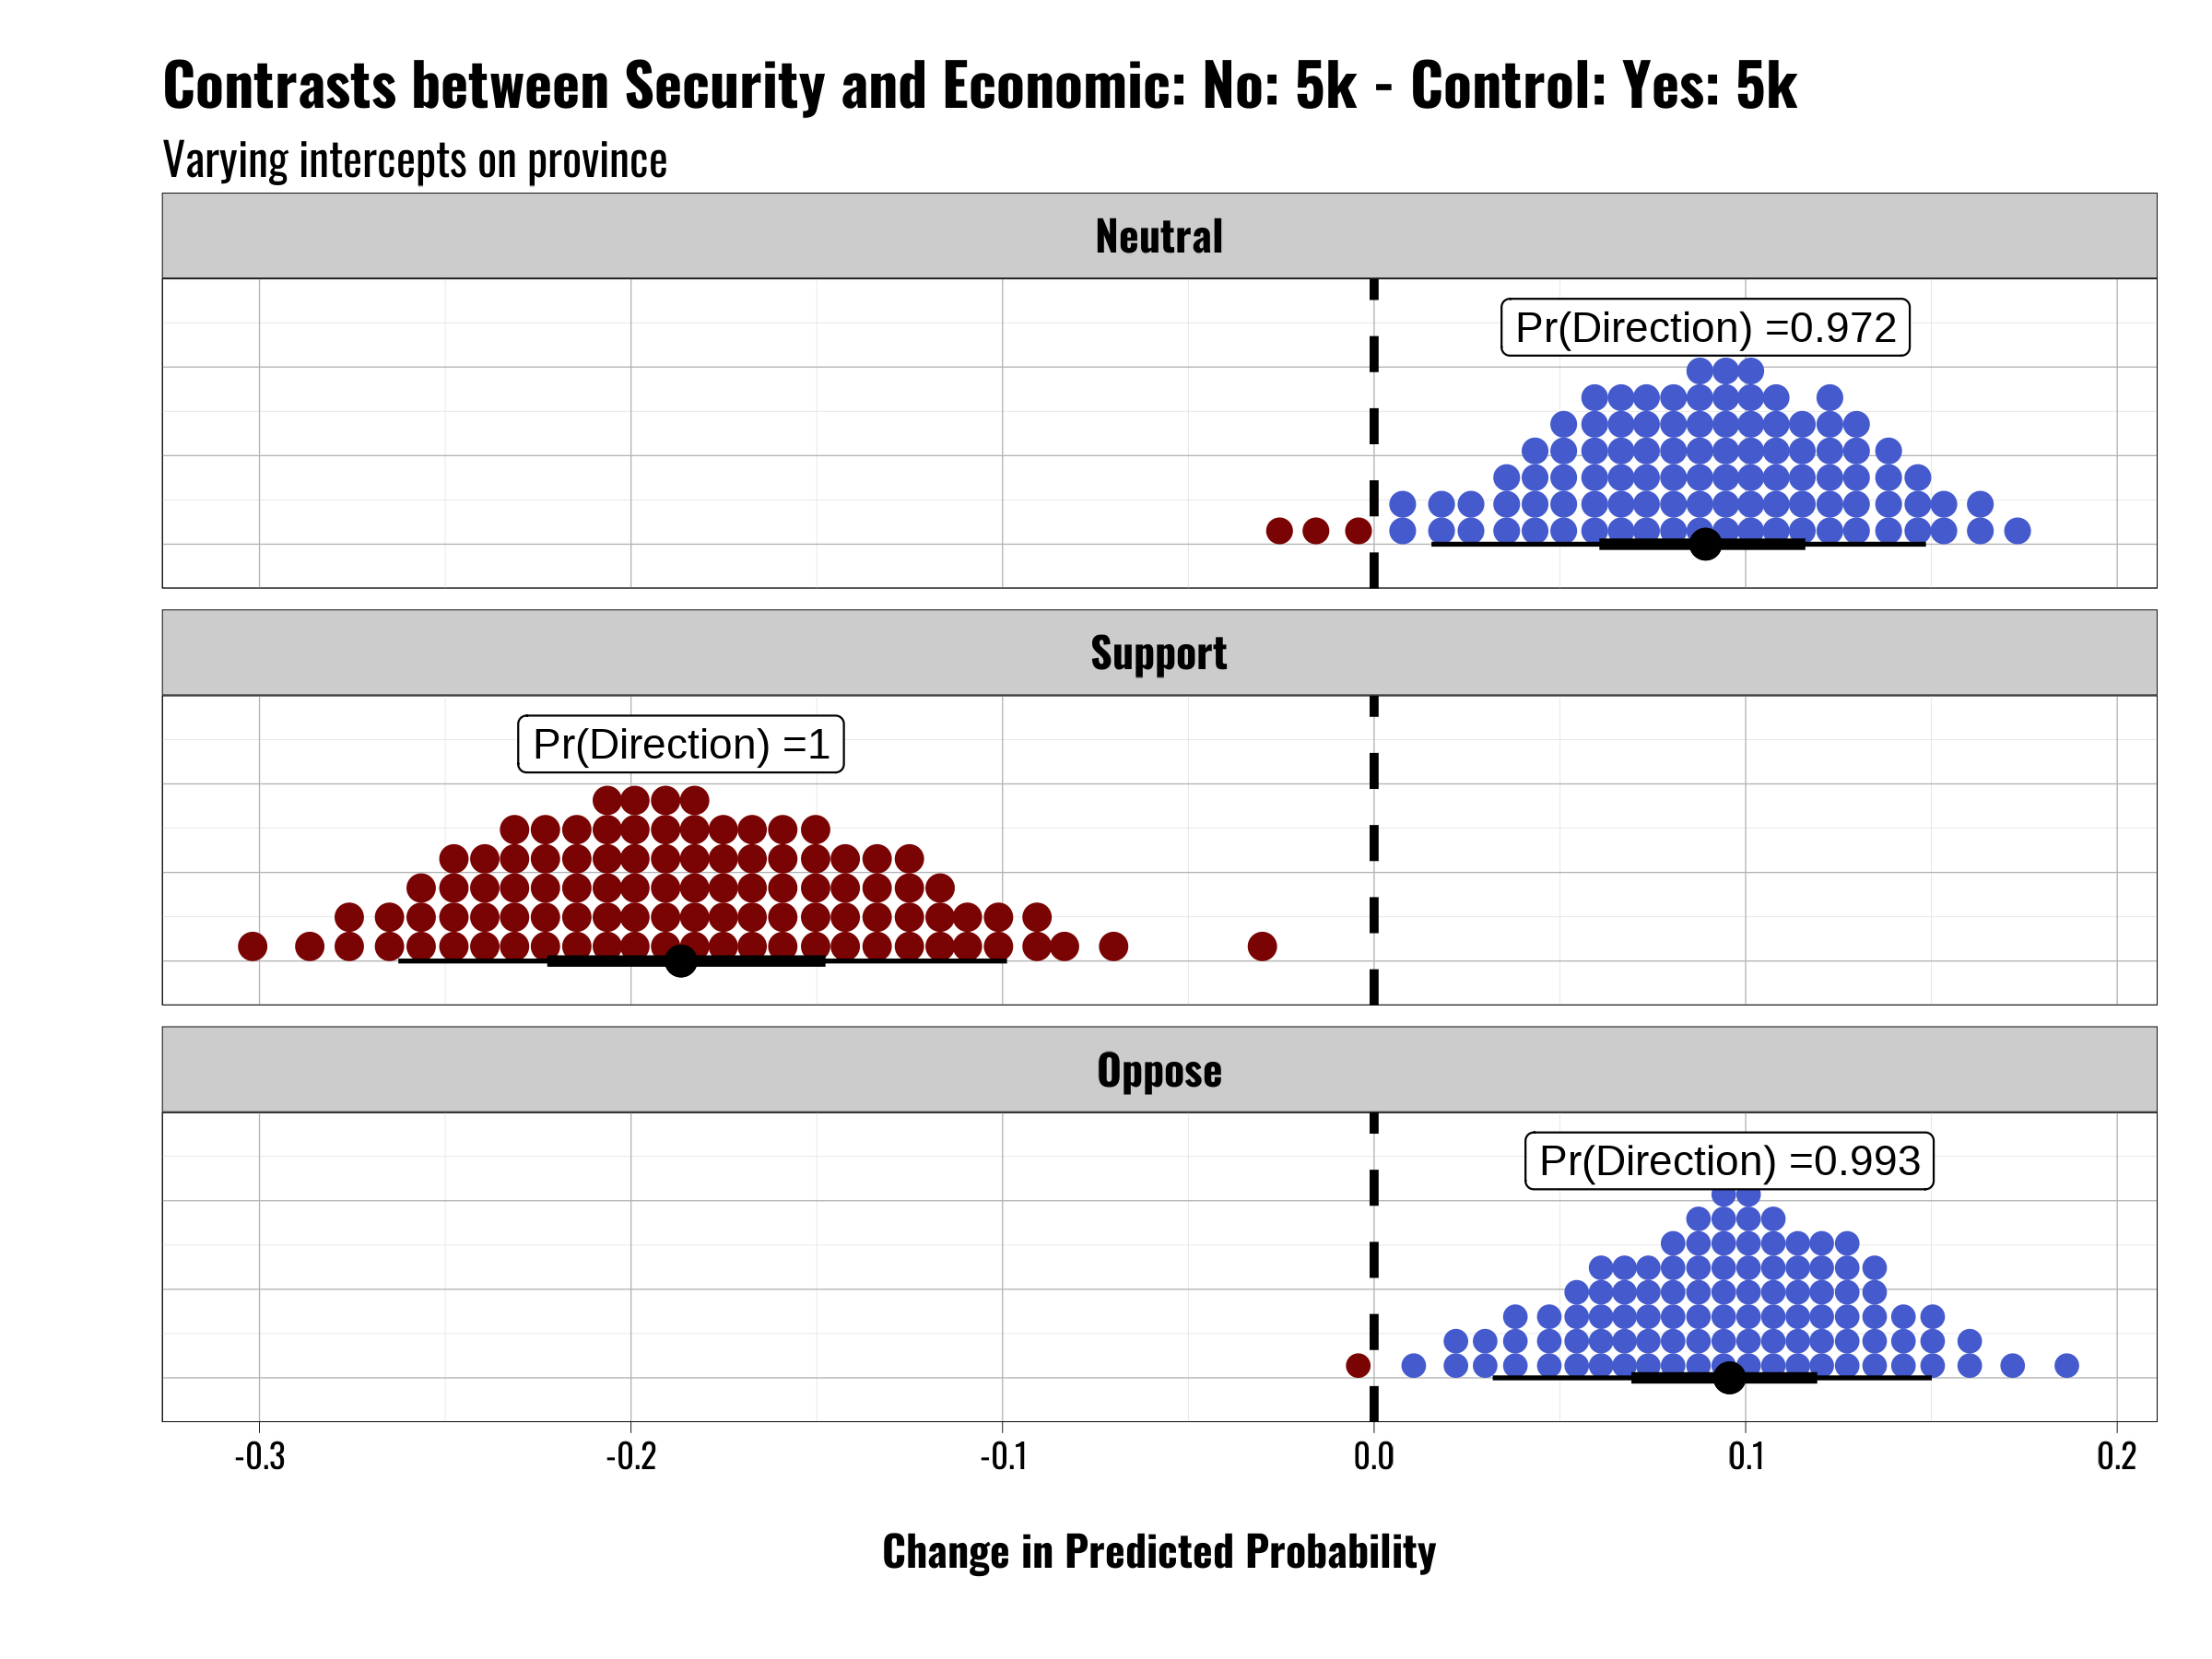 Contrasts between Security and Economic: No: 5k - Control: Yes: 5k
Varying intercepts on province
Neutral
Pr(Direction) =0.972
Support
Pr(Direction) =1
Oppose
Pr(Direction) =0.993
-0.3 -0.2 -0.1 0.0 0.1 0.2
Change in Predicted Probability